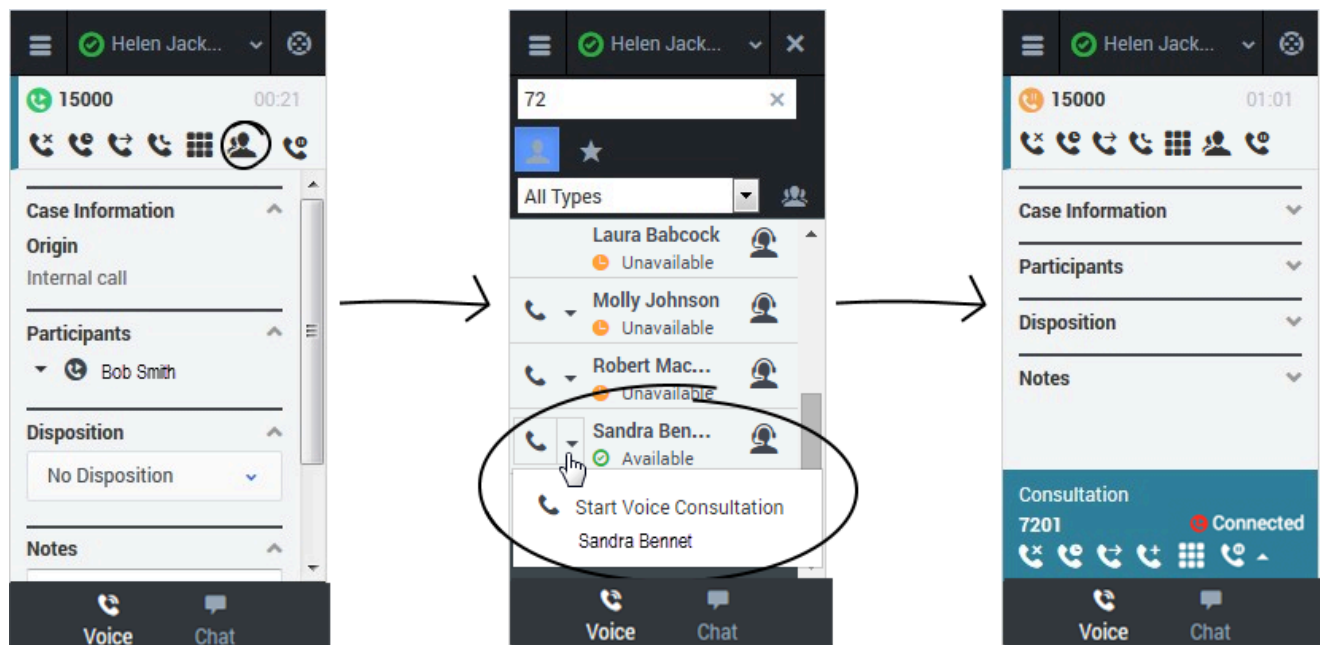 Helen Jack...
15000 00:21
Case Information
Origin
Internal call
Participants
Bob Smith
Disposition
No Disposition
Notes
Voice Chat
Helen Jack...
72
All Types
Laura Babcock
Unavailable
Molly Johnson
Unavailable
Robert Mac...
Unavailable
Sandra Ben...
Available
Start Voice Consultation
Sandra Bennet
Voice Chat
Helen Jack...
15000 01:01
Case Information
Participants
Disposition
Notes
Consultation
7201 Connected
Voice Chat